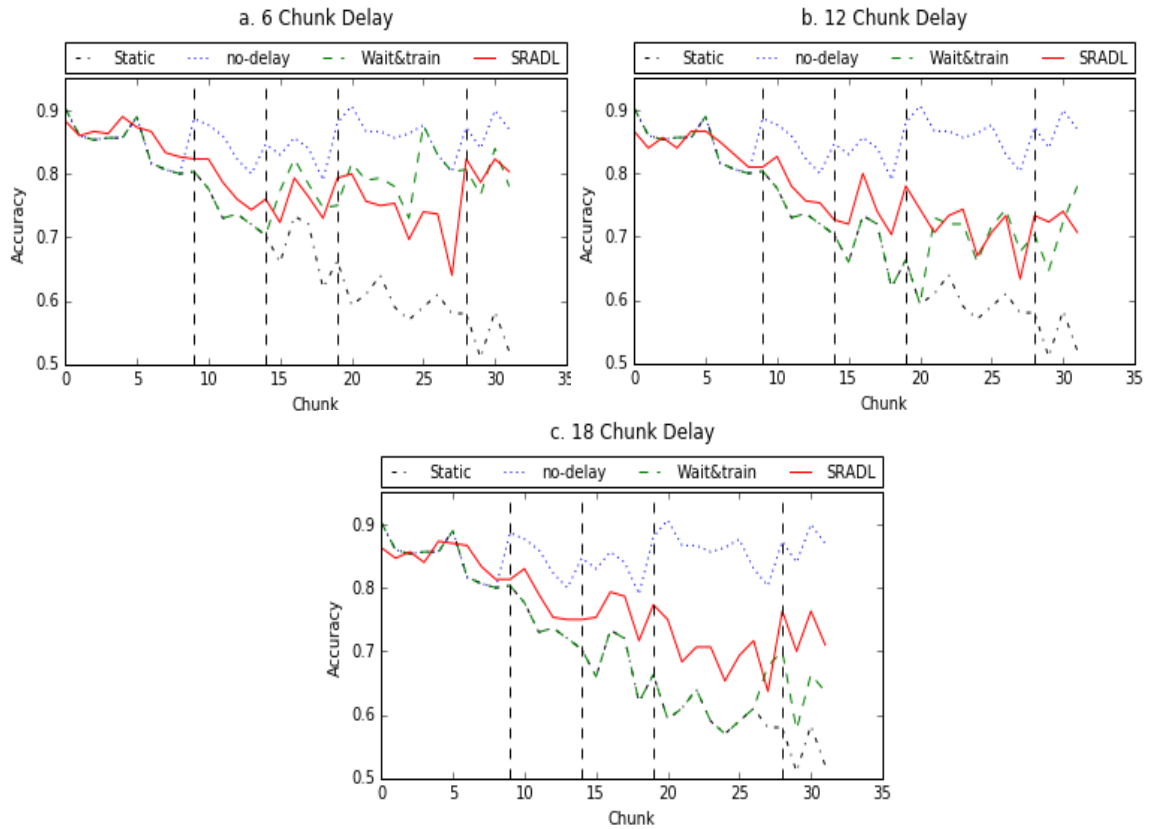 a. 6 Chunk Delay
Static no-delay Wait&train SRADL
0.9
0.8
0.7
0.6
0.5
Accuracy
0 5 10 15 20 25 30 35
Chunk
b. 12 Chunk Delay
Static no-delay Wait&train SRADL
0.9
0.8
0.7
0.6
0.5
Accuracy
0 5 10 15 20 25 30 35
Chunk
c. 18 Chunk Delay
Static no-delay Wait&train SRADL
0.9
0.8
0.7
0.6
0.5
Accuracy
0 5 10 15 20 25 30 35
Chunk